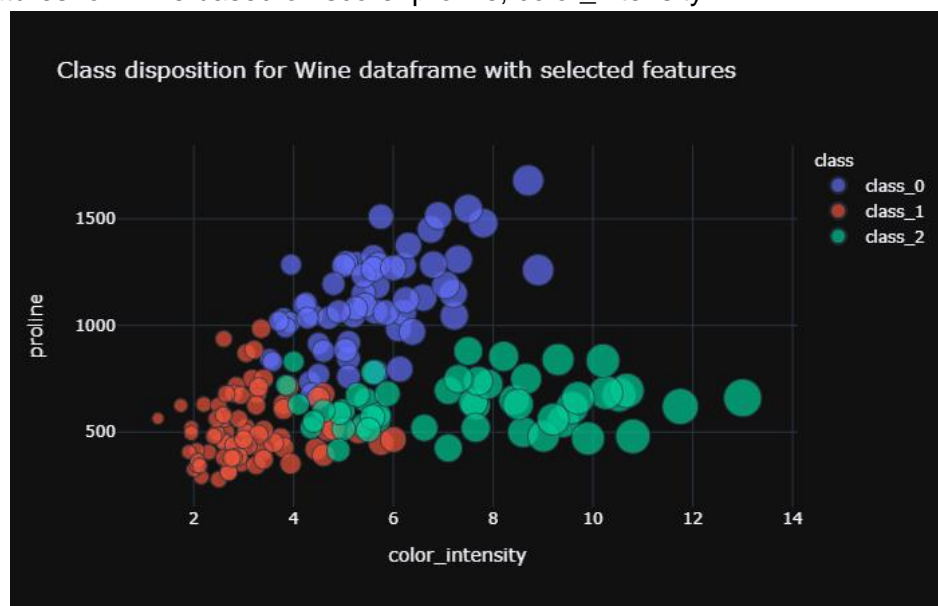 Class disposition for Wine dataframe with selected features
class
class_0
class_1
class_2
1500
1000
500
proline
2
4
6
8
10
12
14
color_intensity